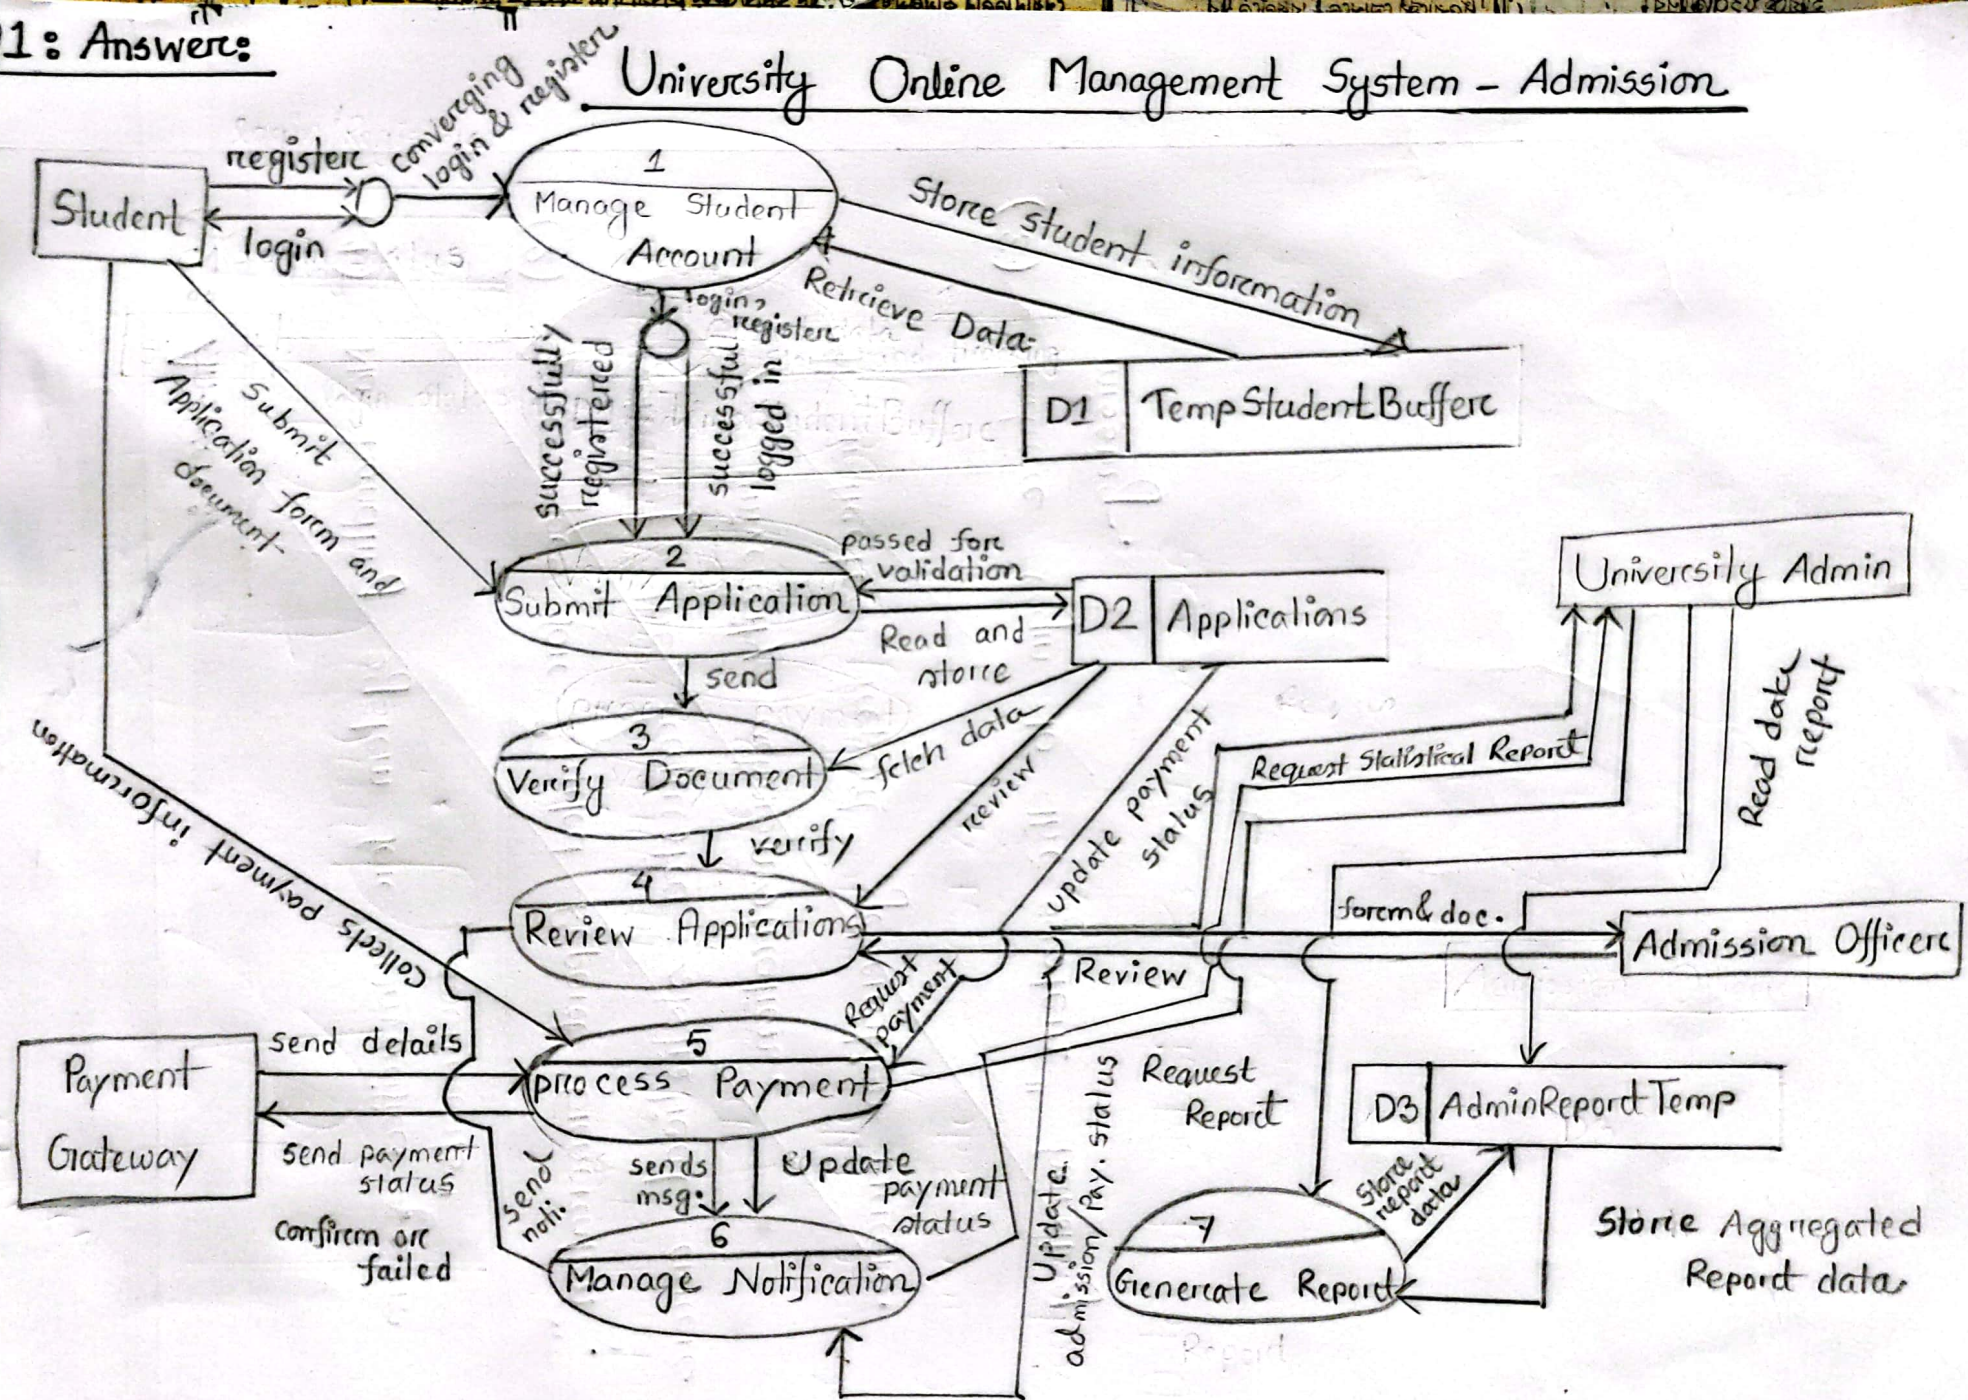 1: Answer:
University Online Management System - Admission
Student
register
login
converging
login & register
1
Manage Student
Account
Store student information
Retrieve Data
login,
register
successfully
registered
successful
logged in
D1 TempStudentBuffer
Submit
Application form and
document
2
Submit Application
passed for
validation
Read and
store
D2 Applications
University Admin
send
3
Verify Document
fetch data
review
update payment
status
Request Statistical Report
Read data
report
verify
4
Review Applications
form & doc.
Review
Admission Officer
Collects payment information
Request
payment
Payment
Gateway
send details
send payment
status
confirm or
failed
5
process Payment
send
noti.
sends
msg.
Update
payment
status
6
Manage Notification
Update
admission/Pay. status
Request
Report
7
Generate Report
Store
report
data
D3 AdminReportTemp
Store Aggregated
Report data